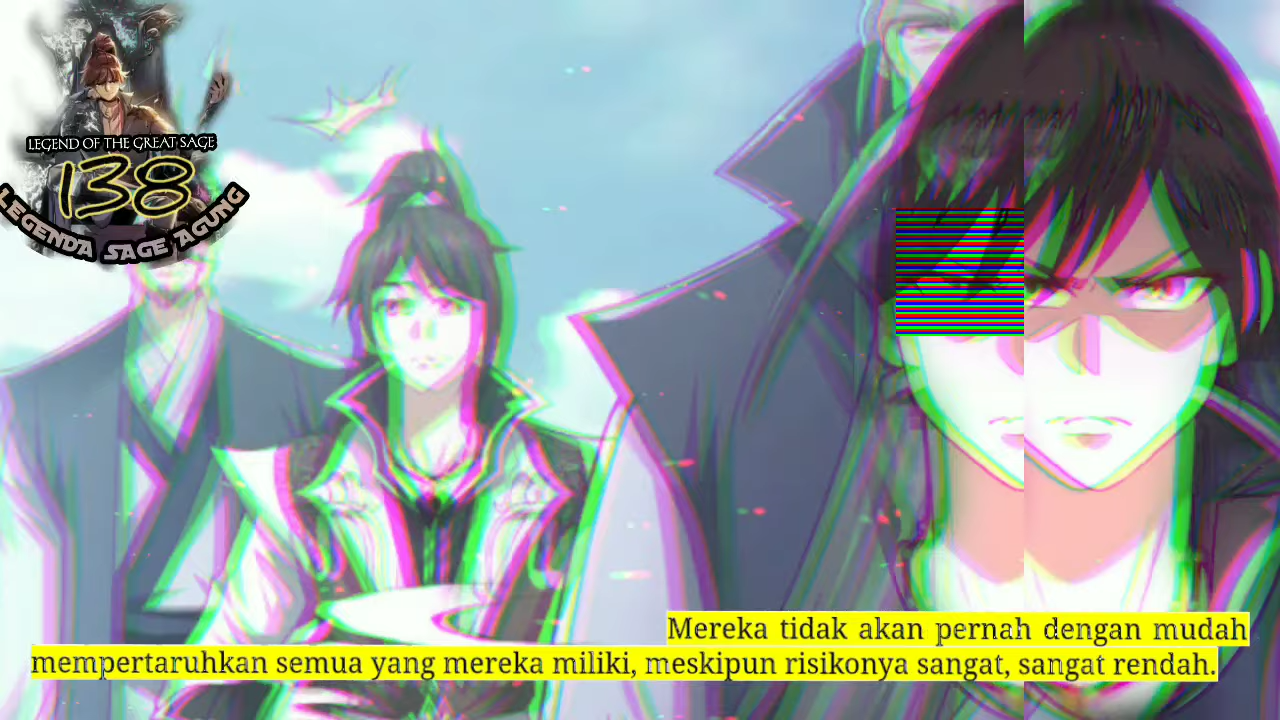 LEGEND OF THE GREAT SAGE
138
LEGENDA SAGE AGUNG
Mereka tidak akan pernah dengan mudah
mempertaruhkan semua yang mereka miliki, meskipun risikonya sangat, sangat rendah.